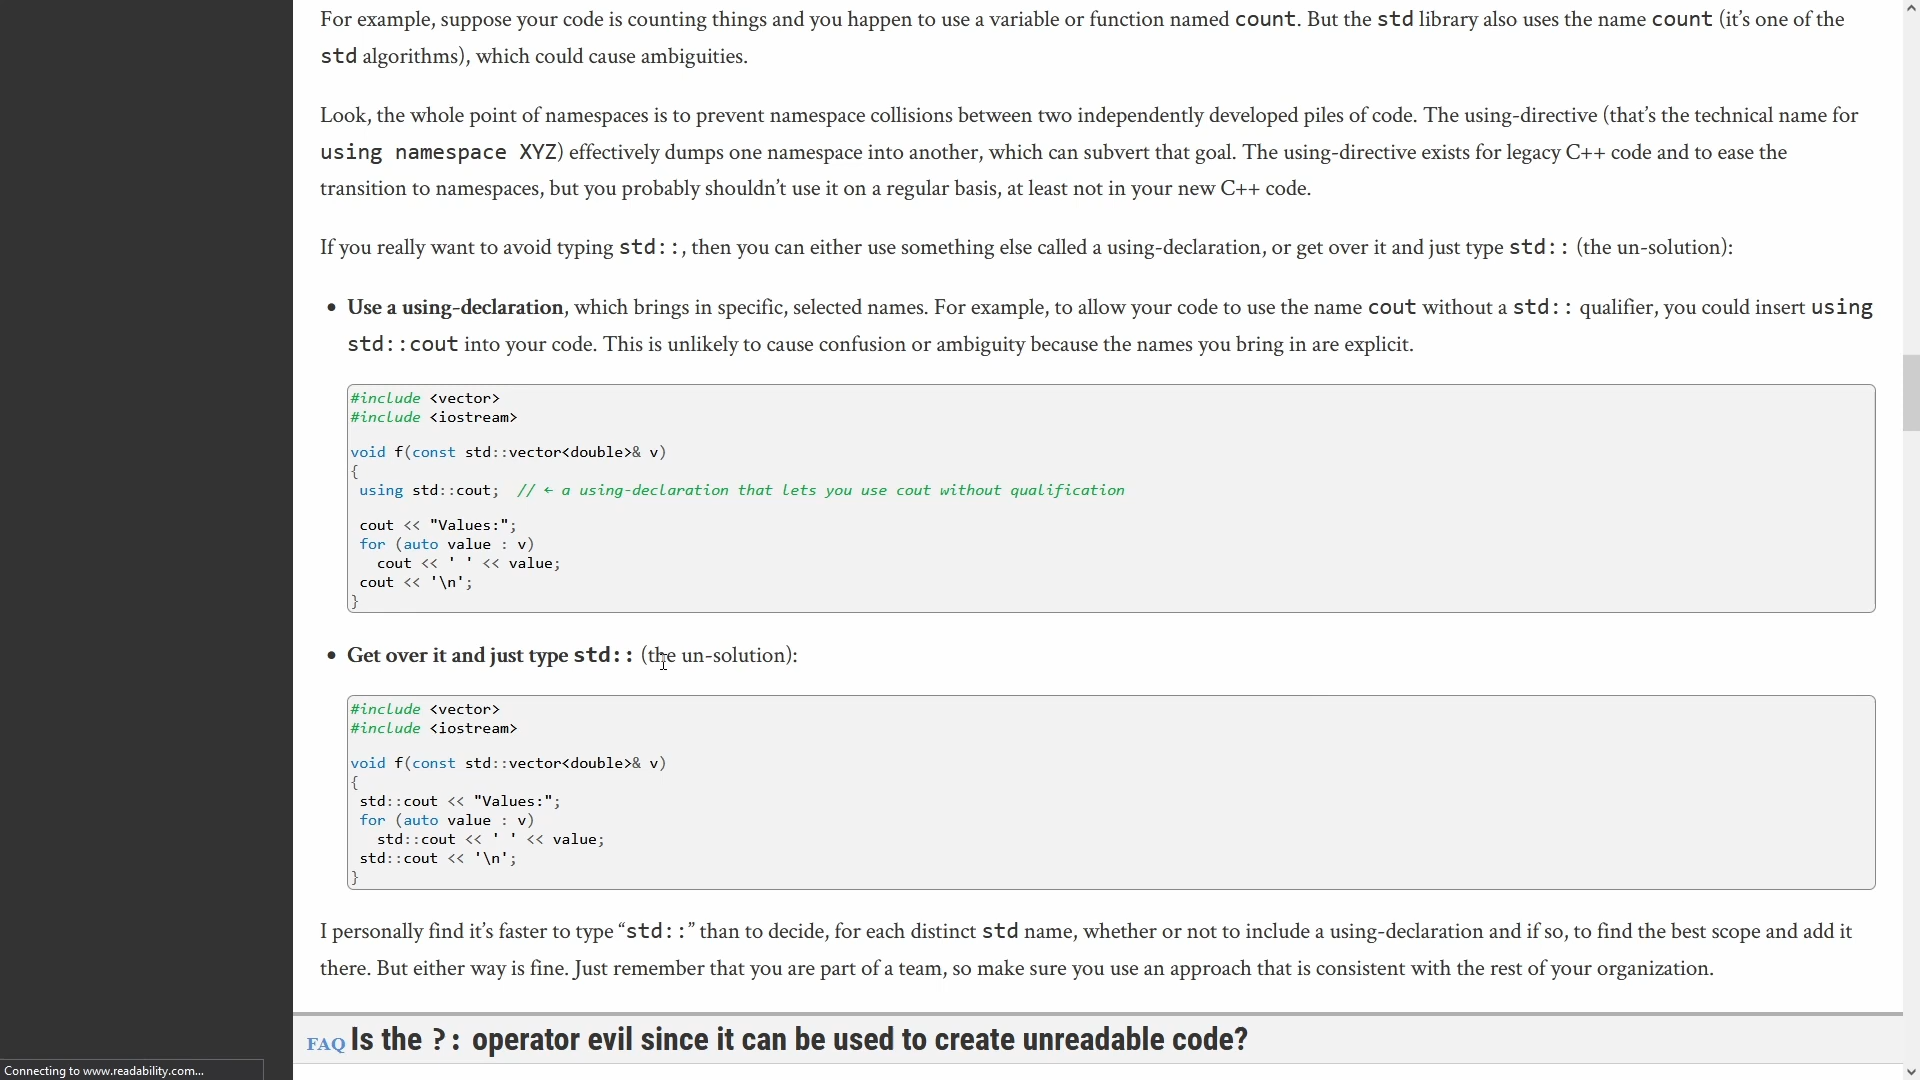 For example, suppose your code is counting things and you happen to use a variable or function named count. But the std library also uses the name count (it’s one of the
std algorithms), which could cause ambiguities.
Look, the whole point of namespaces is to prevent namespace collisions between two independently developed piles of code. The using-directive (that’s the technical name for
using namespace XYZ) effectively dumps one namespace into another, which can subvert that goal. The using-directive exists for legacy C++ code and to ease the
transition to namespaces, but you probably shouldn’t use it on a regular basis, at least not in your new C++ code.
If you really want to avoid typing std::, then you can either use something else called a using-declaration, or get over it and just type std:: (the un-solution):
• Use a using-declaration, which brings in specific, selected names. For example, to allow your code to use the name cout without a std:: qualifier, you could insert using
std::cout into your code. This is unlikely to cause confusion or ambiguity because the names you bring in are explicit.
#include <vector>
#include <iostream>
void f(const std::vector<double>& v)
{
using std::cout;  // ← a using-declaration that lets you use cout without qualification
cout << "Values:";
for (auto value : v)
cout << ' ' << value;
cout << '\n';
}
• Get over it and just type std:: (the un-solution):
#include <vector>
#include <iostream>
void f(const std::vector<double>& v)
{
std::cout << "Values:";
for (auto value : v)
std::cout << ' ' << value;
std::cout << '\n';
}
I personally find it’s faster to type “std::” than to decide, for each distinct std name, whether or not to include a using-declaration and if so, to find the best scope and add it
there. But either way is fine. Just remember that you are part of a team, so make sure you use an approach that is consistent with the rest of your organization.
FAQ Is the ?: operator evil since it can be used to create unreadable code?
Connecting to www.readability.com...